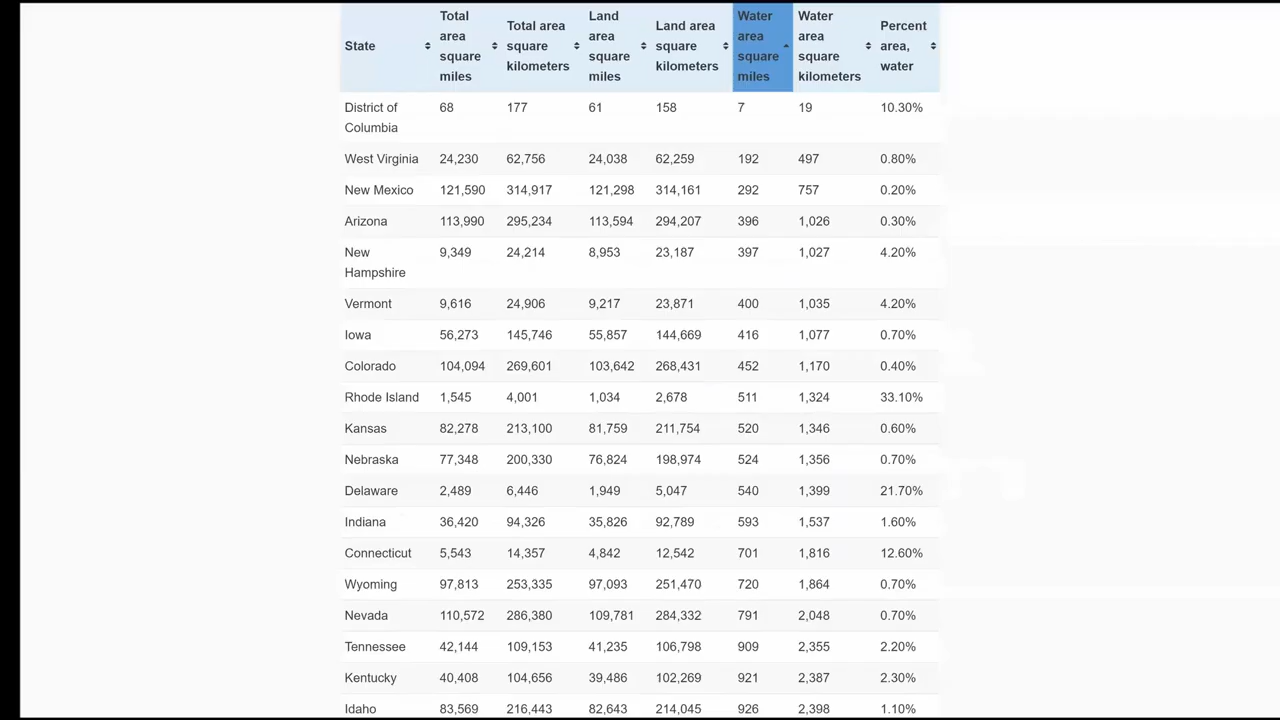 State Total area square miles Total area square kilometers Land area square miles Land area square kilometers Water area square miles Water area square kilometers Percent area, water
District of Columbia 68 177 61 158 7 19 10.30%
West Virginia 24,230 62,756 24,038 62,259 192 497 0.80%
New Mexico 121,590 314,917 121,298 314,161 292 757 0.20%
Arizona 113,990 295,234 113,594 294,207 396 1,026 0.30%
New Hampshire 9,349 24,214 8,953 23,187 397 1,027 4.20%
Vermont 9,616 24,906 9,217 23,871 400 1,035 4.20%
Iowa 56,273 145,746 55,857 144,669 416 1,077 0.70%
Colorado 104,094 269,601 103,642 268,431 452 1,170 0.40%
Rhode Island 1,545 4,001 1,034 2,678 511 1,324 33.10%
Kansas 82,278 213,100 81,759 211,754 520 1,346 0.60%
Nebraska 77,348 200,330 76,824 198,974 524 1,356 0.70%
Delaware 2,489 6,446 1,949 5,047 540 1,399 21.70%
Indiana 36,420 94,326 35,826 92,789 593 1,537 1.60%
Connecticut 5,543 14,357 4,842 12,542 701 1,816 12.60%
Wyoming 97,813 253,335 97,093 251,470 720 1,864 0.70%
Nevada 110,572 286,380 109,781 284,332 791 2,048 0.70%
Tennessee 42,144 109,153 41,235 106,798 909 2,355 2.20%
Kentucky 40,408 104,656 39,486 102,269 921 2,387 2.30%
Idaho 83,569 216,443 82,643 214,045 926 2,398 1.10%